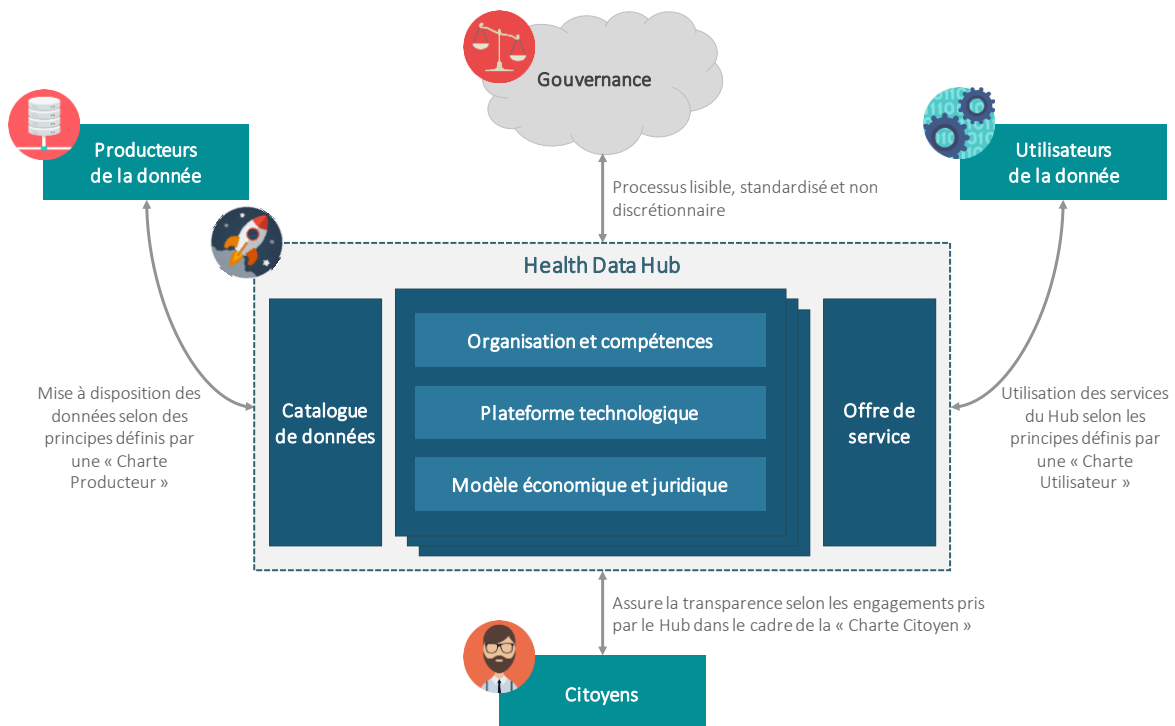 Gouvernance
Producteurs
de la donnée
Utilisateurs
de la donnée
Processus lisible, standardisé et non
discrétionnaire
Health Data Hub
Catalogue
de données
Organisation et compétences
Plateforme technologique
Modèle économique et juridique
Offre de
service
Mise à disposition des
données selon des
principes définis par
une « Charte
Producteur »
Utilisation des services
du Hub selon les
principes définis par
une « Charte
Utilisateur »
Assure la transparence selon les engagements pris
par le Hub dans le cadre de la « Charte Citoyen »
Citoyens